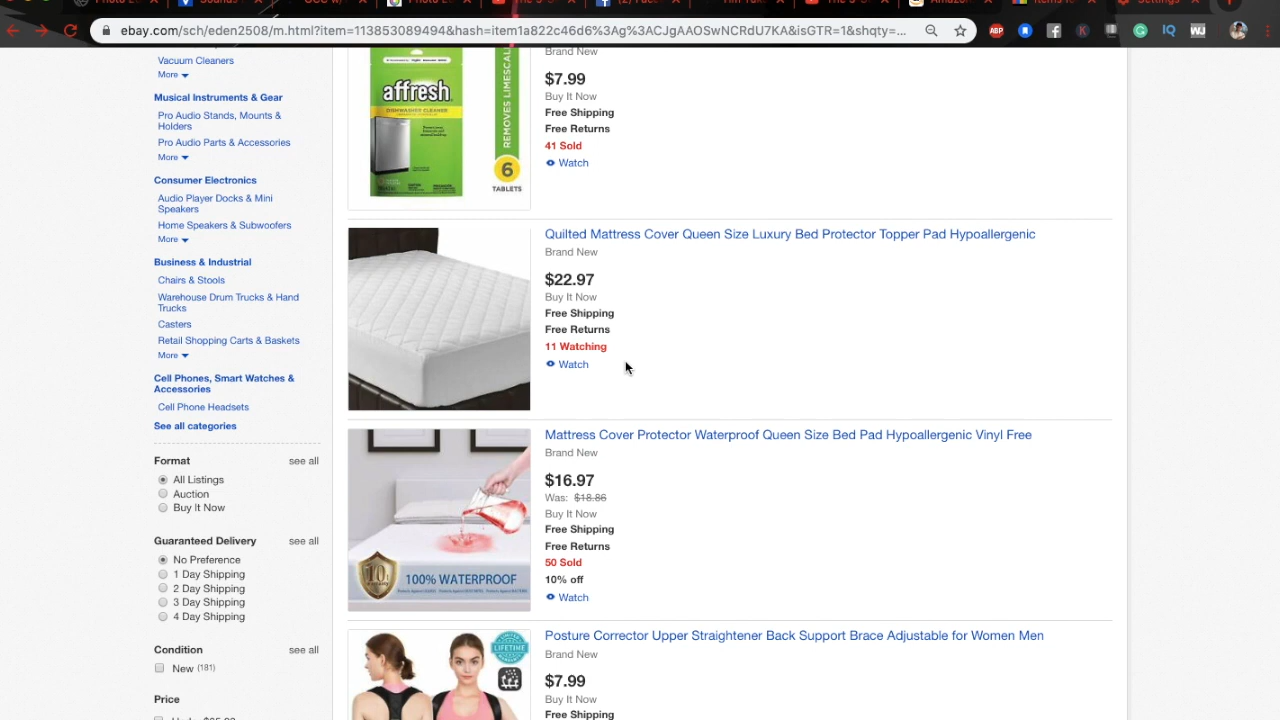 ebay.com/sch/eden2508/m.html?item=113853089494&hash=item1a822c46d6%3Ag%3ACJgAAOSwNCRdU7KA&isGTR=1&shqty=...
ABP
IQ
WJ
Vacuum Cleaners
More
Musical Instruments & Gear
Pro Audio Stands, Mounts &
Holders
Pro Audio Parts & Accessories
More
Consumer Electronics
Audio Player Docks & Mini
Speakers
Home Speakers & Subwoofers
More
Business & Industrial
Chairs & Stools
Warehouse Drum Trucks & Hand
Trucks
Casters
Retail Shopping Carts & Baskets
More
Cell Phones, Smart Watches &
Accessories
Cell Phone Headsets
See all categories
Format see all
All Listings
Auction
Buy It Now
Guaranteed Delivery see all
No Preference
1 Day Shipping
2 Day Shipping
3 Day Shipping
4 Day Shipping
Condition see all
New (181)
Price
affresh
DISHWASHER CLEANER
REMOVES LIMESCALE
6
TABLETS
Brand New
$7.99
Buy It Now
Free Shipping
Free Returns
41 Sold
Watch
Quilted Mattress Cover Queen Size Luxury Bed Protector Topper Pad Hypoallergenic
Brand New
$22.97
Buy It Now
Free Shipping
Free Returns
11 Watching
Watch
100% WATERPROOF
Mattress Cover Protector Waterproof Queen Size Bed Pad Hypoallergenic Vinyl Free
Brand New
$16.97
Was: $18.86
Buy It Now
Free Shipping
Free Returns
50 Sold
10% off
Watch
LIFETIME
Posture Corrector Upper Straightener Back Support Brace Adjustable for Women Men
Brand New
$7.99
Buy It Now
Free Shipping